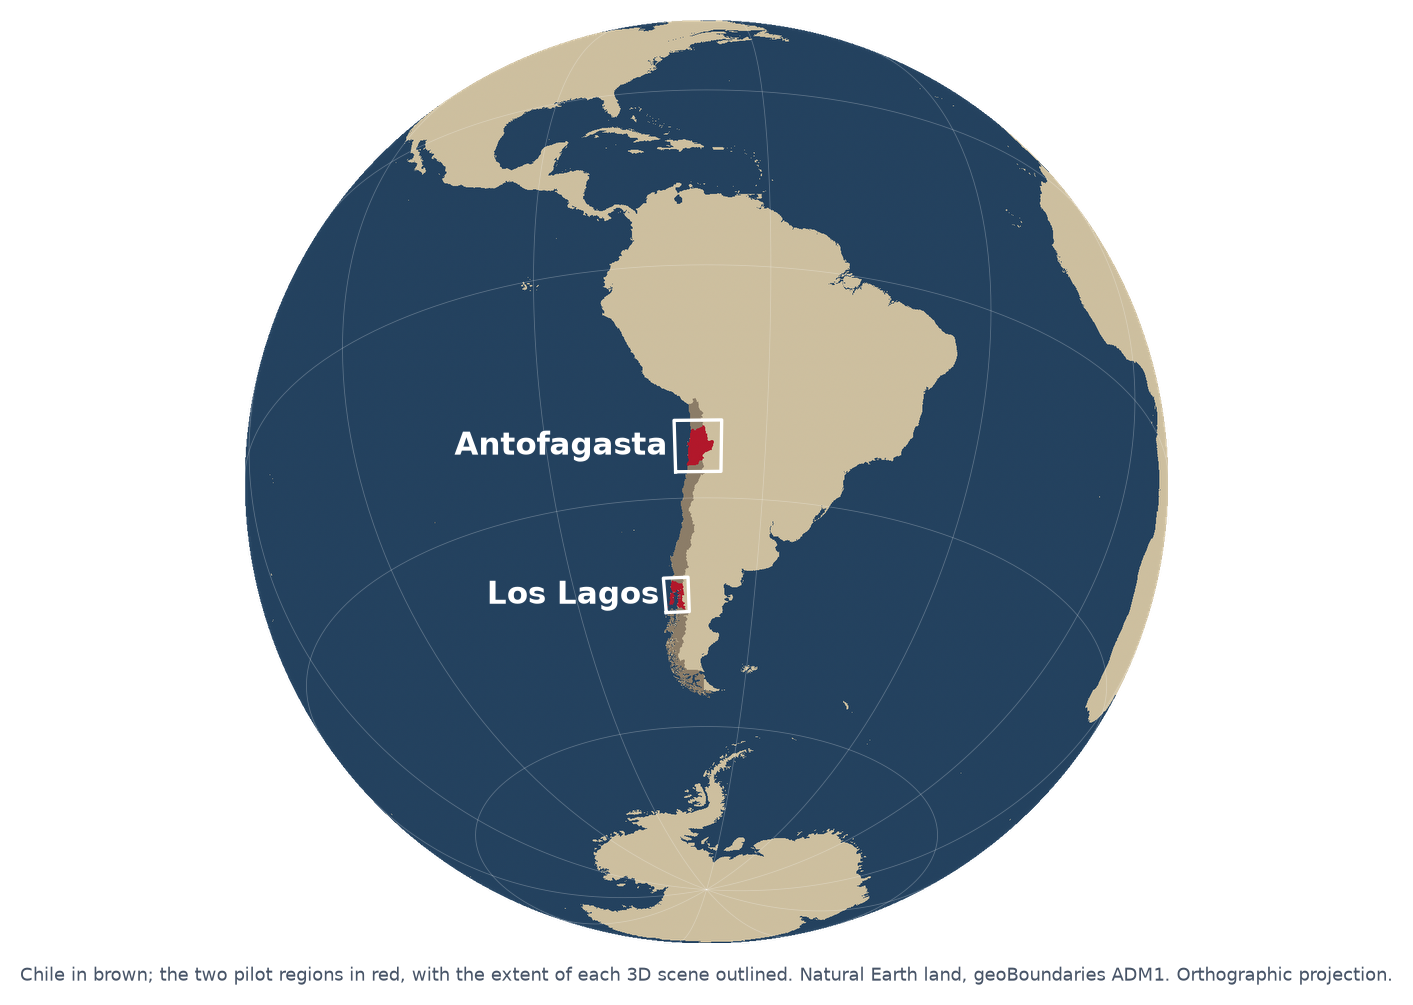 Antofagasta
Los Lagos
Chile in brown; the two pilot regions in red, with the extent of each 3D scene outlined. Natural Earth land, geoBoundaries ADM1. Orthographic projection.